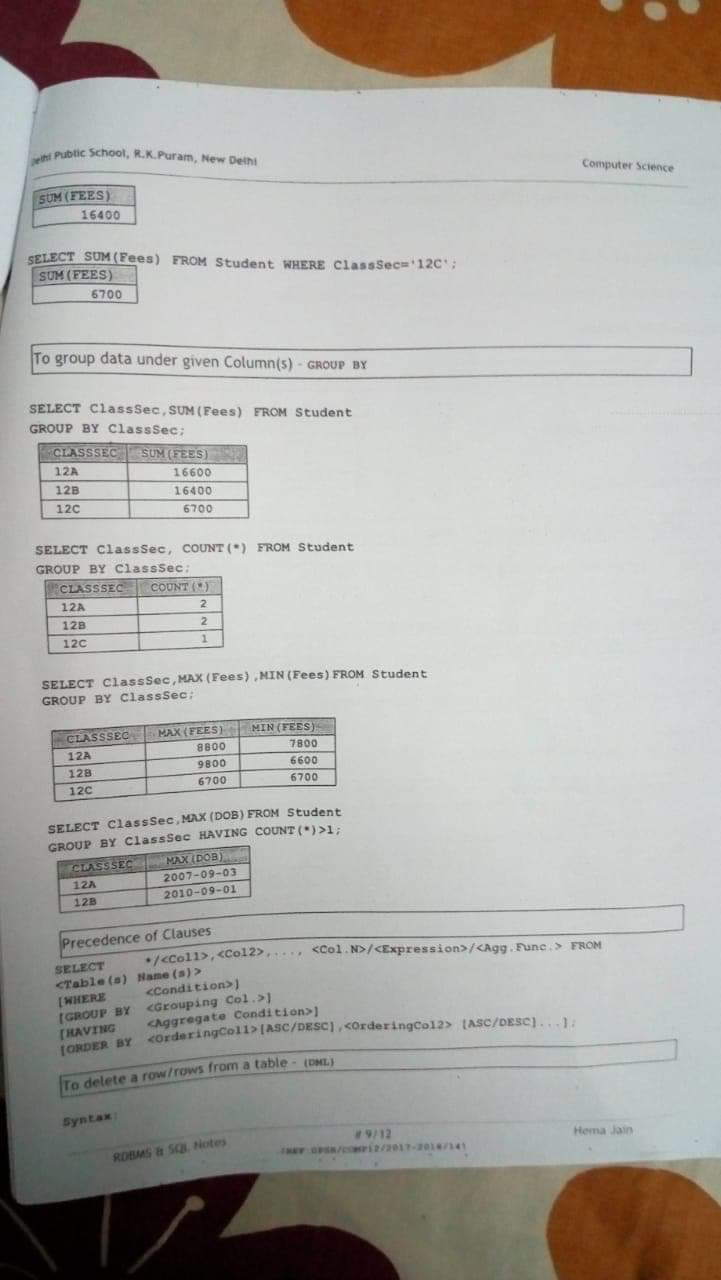 Delhi Public School, R.K.Puram, New Delhi
Computer Science
SUM(FEES)
16400
SELECT SUM(Fees) FROM Student WHERE ClassSec='12C';
SUM(FEES)
6700
To group data under given Column(s) - GROUP BY
SELECT ClassSec,SUM(Fees) FROM Student
GROUP BY ClassSec;
CLASSSEC SUM(FEES)
12A 16600
12B 16400
12C 6700
SELECT ClassSec, COUNT(*) FROM Student
GROUP BY ClassSec;
CLASSSEC COUNT(*)
12A 2
12B 2
12C 1
SELECT ClassSec,MAX(Fees),MIN(Fees)FROM Student
GROUP BY ClassSec;
CLASSSEC MAX(FEES) MIN(FEES)
12A 8800 7800
12B 9800 6600
12C 6700 6700
SELECT ClassSec,MAX(DOB)FROM Student
GROUP BY ClassSec HAVING COUNT(*)>1;
CLASSSEC MAX(DOB)
12A 2007-09-03
12B 2010-09-01
Precedence of Clauses
SELECT */<Col1>,<Col2>,..., <Col.N>/<Expression>/<Agg.Func.> FROM
<Table(s) Name(s)>
[WHERE <Condition>]
[GROUP BY <Grouping Col.>]
[HAVING <Aggregate Condition>]
[ORDER BY <OrderingCol1>[ASC/DESC],<OrderingCol2> [ASC/DESC]...];
To delete a row/rows from a table - (DML)
Syntax:
RDBMS & SQL Notes
# 9/12
Hema Jain